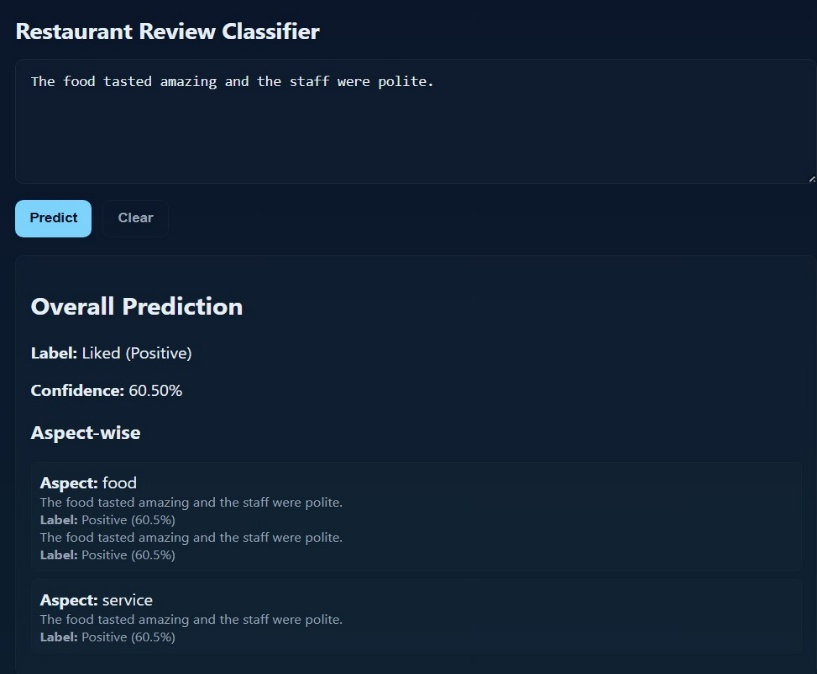 Restaurant Review Classifier
The food tasted amazing and the staff were polite.
Predict Clear
Overall Prediction
Label: Liked (Positive)
Confidence: 60.50%
Aspect-wise
Aspect: food
The food tasted amazing and the staff were polite.
Label: Positive (60.5%)
The food tasted amazing and the staff were polite.
Label: Positive (60.5%)
Aspect: service
The food tasted amazing and the staff were polite.
Label: Positive (60.5%)